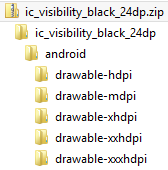 ic_visibility_black_24dp.zip
ic_visibility_black_24dp
android
drawable-hdpi
drawable-mdpi
drawable-xhdpi
drawable-xxhdpi
drawable-xxxhdpi